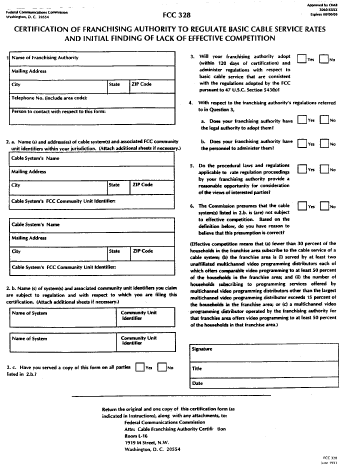 Federal Communications Commission
Washington, D. C. 20554
FCC 328
Approved by OMB
3060-0552
Expires
CERTIFICATION OF FRANCHISING AUTHORITY TO REGULATE BASIC CABLE SERVICE RATES
AND INITIAL FINDING OF LACK OF EFFECTIVE COMPETITION
1. Name of Franchising Authority
Mailing Address
City State ZIP Code
Telephone No. (include area code):
Person to contact with respect to this form:
2. a. Name (s) and address(es) of cable system(s) and associated FCC community
unit identifiers within your jurisdiction. (Attach additional sheets if necessary.)
Cable System's Name
Mailing Address
City State ZIP Code
Cable System's FCC Community Unit Identifier:
Cable System's Name
Mailing Address
City State ZIP Code
Cable System's FCC Community Unit Identifier:
2. b. Name (s) of system(s) and associated community unit identifiers you claim
are subject to regulation and with respect to which you are filing this
certification. (Attach additional sheets if necessary.)
Name of System Community Unit
Identifier
Name of System Community Unit
Identifier
2. c. Have you served a copy of this form on all parties
listed in 2.b.? Yes No
3. Will your franchising authority adopt
(within 120 days of certification) and
administer regulations with respect to
basic cable service that are consistent
with the regulations adopted by the FCC
pursuant to 47 U.S.C. Section 543(b)?
Yes No
4. With respect to the franchising authority's regulations referred
to in Question 3,
a. Does your franchising authority have
the legal authority to adopt them?
Yes No
b. Does your franchising authority have
the personnel to administer them?
Yes No
5. Do the procedural laws and regulations
applicable to rate regulation proceedings
by your franchising authority provide a
reasonable opportunity for consideration
of the views of interested parties?
Yes No
6. The Commission presumes that the cable
system(s) listed in 2.b. is (are) not subject
to effective competition. Based on the
definition below, do you have reason to
believe that this presumption is correct?
Yes No
(Effective competition means that (a) fewer than 30 percent of the
households in the franchise area subscribe to the cable service of a
cable system; (b) the franchise area is (i) served by at least two
unaffiliated multichannel video programming distributors each of
which offers comparable video programming to at least 50 percent
of the households in the franchise area; and (ii) the number of
households subscribing to programming services offered by
multichannel video programming distributors other than the largest
multichannel video programming distributor exceeds 15 percent of
the households in the franchise area; or (c) a multichannel video
programming distributor operated by the franchising authority for
that franchise area offers video programming to at least 50 percent
of the households in that franchise area.)
Signature
Title
Date
Return the original and one copy of this certification form (as
indicated in Instructions), along with any attachments, to:
Federal Communications Commission
Attn: Cable Franchising Authority Certification
Room L-16
1919 M Street, N.W.
Washington, D. C. 20554
FCC 328